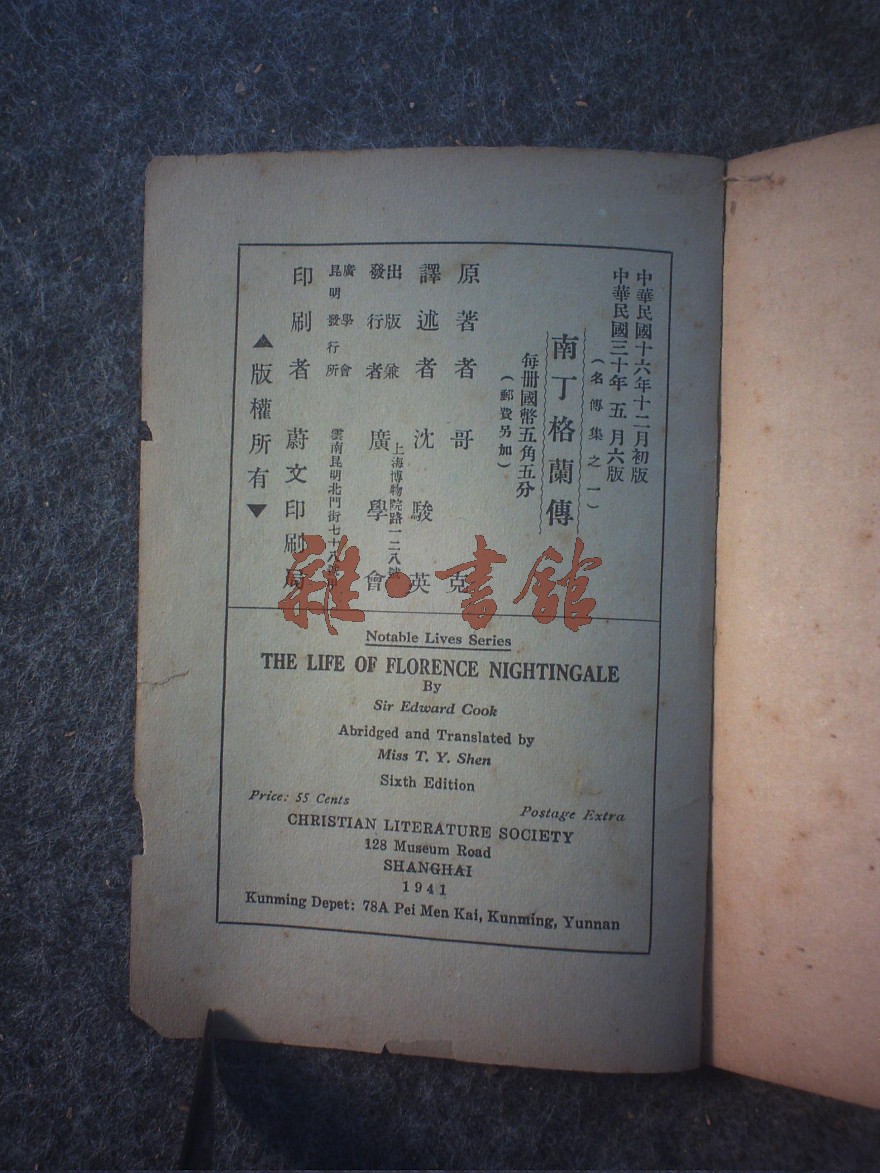 中華民國十六年十二月初版
中華民國三十年五月六版
(名傳集之一)
南丁格蘭傳
每册國幣五角五分
(郵費另加)
原著者 哥克
譯述者 沈駿英
出版兼發行者 廣學會
上海博物院路一二八號
廣學會昆明發行所 雲南昆明北門街七十八號
印刷者 蔚文印刷局
▲版權所有▼
雜·書館
Notable Lives Series
THE LIFE OF FLORENCE NIGHTINGALE
By
Sir Edward Cook
Abridged and Translated by
Miss T. Y. Shen
Sixth Edition
Price: 55 Cents
Postage Extra
CHRISTIAN LITERATURE SOCIETY
128 Museum Road
SHANGHAI
1941
Kunming Depet: 78A Pei Men Kai, Kunming, Yunnan